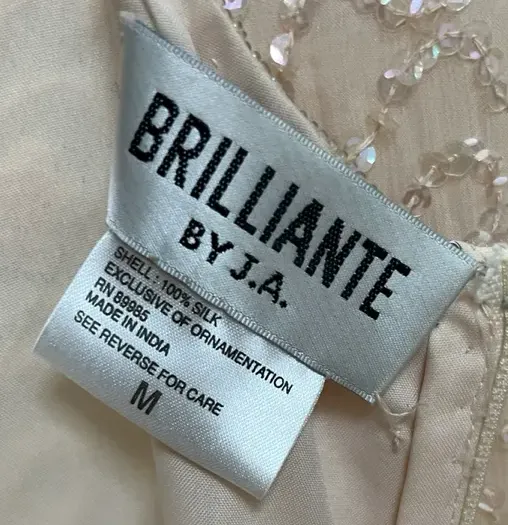 BRILLIANTE
BY J.A.
SHELL: 100% SILK
EXCLUSIVE OF ORNAMENTATION
RN 89985
MADE IN INDIA
SEE REVERSE FOR CARE
M